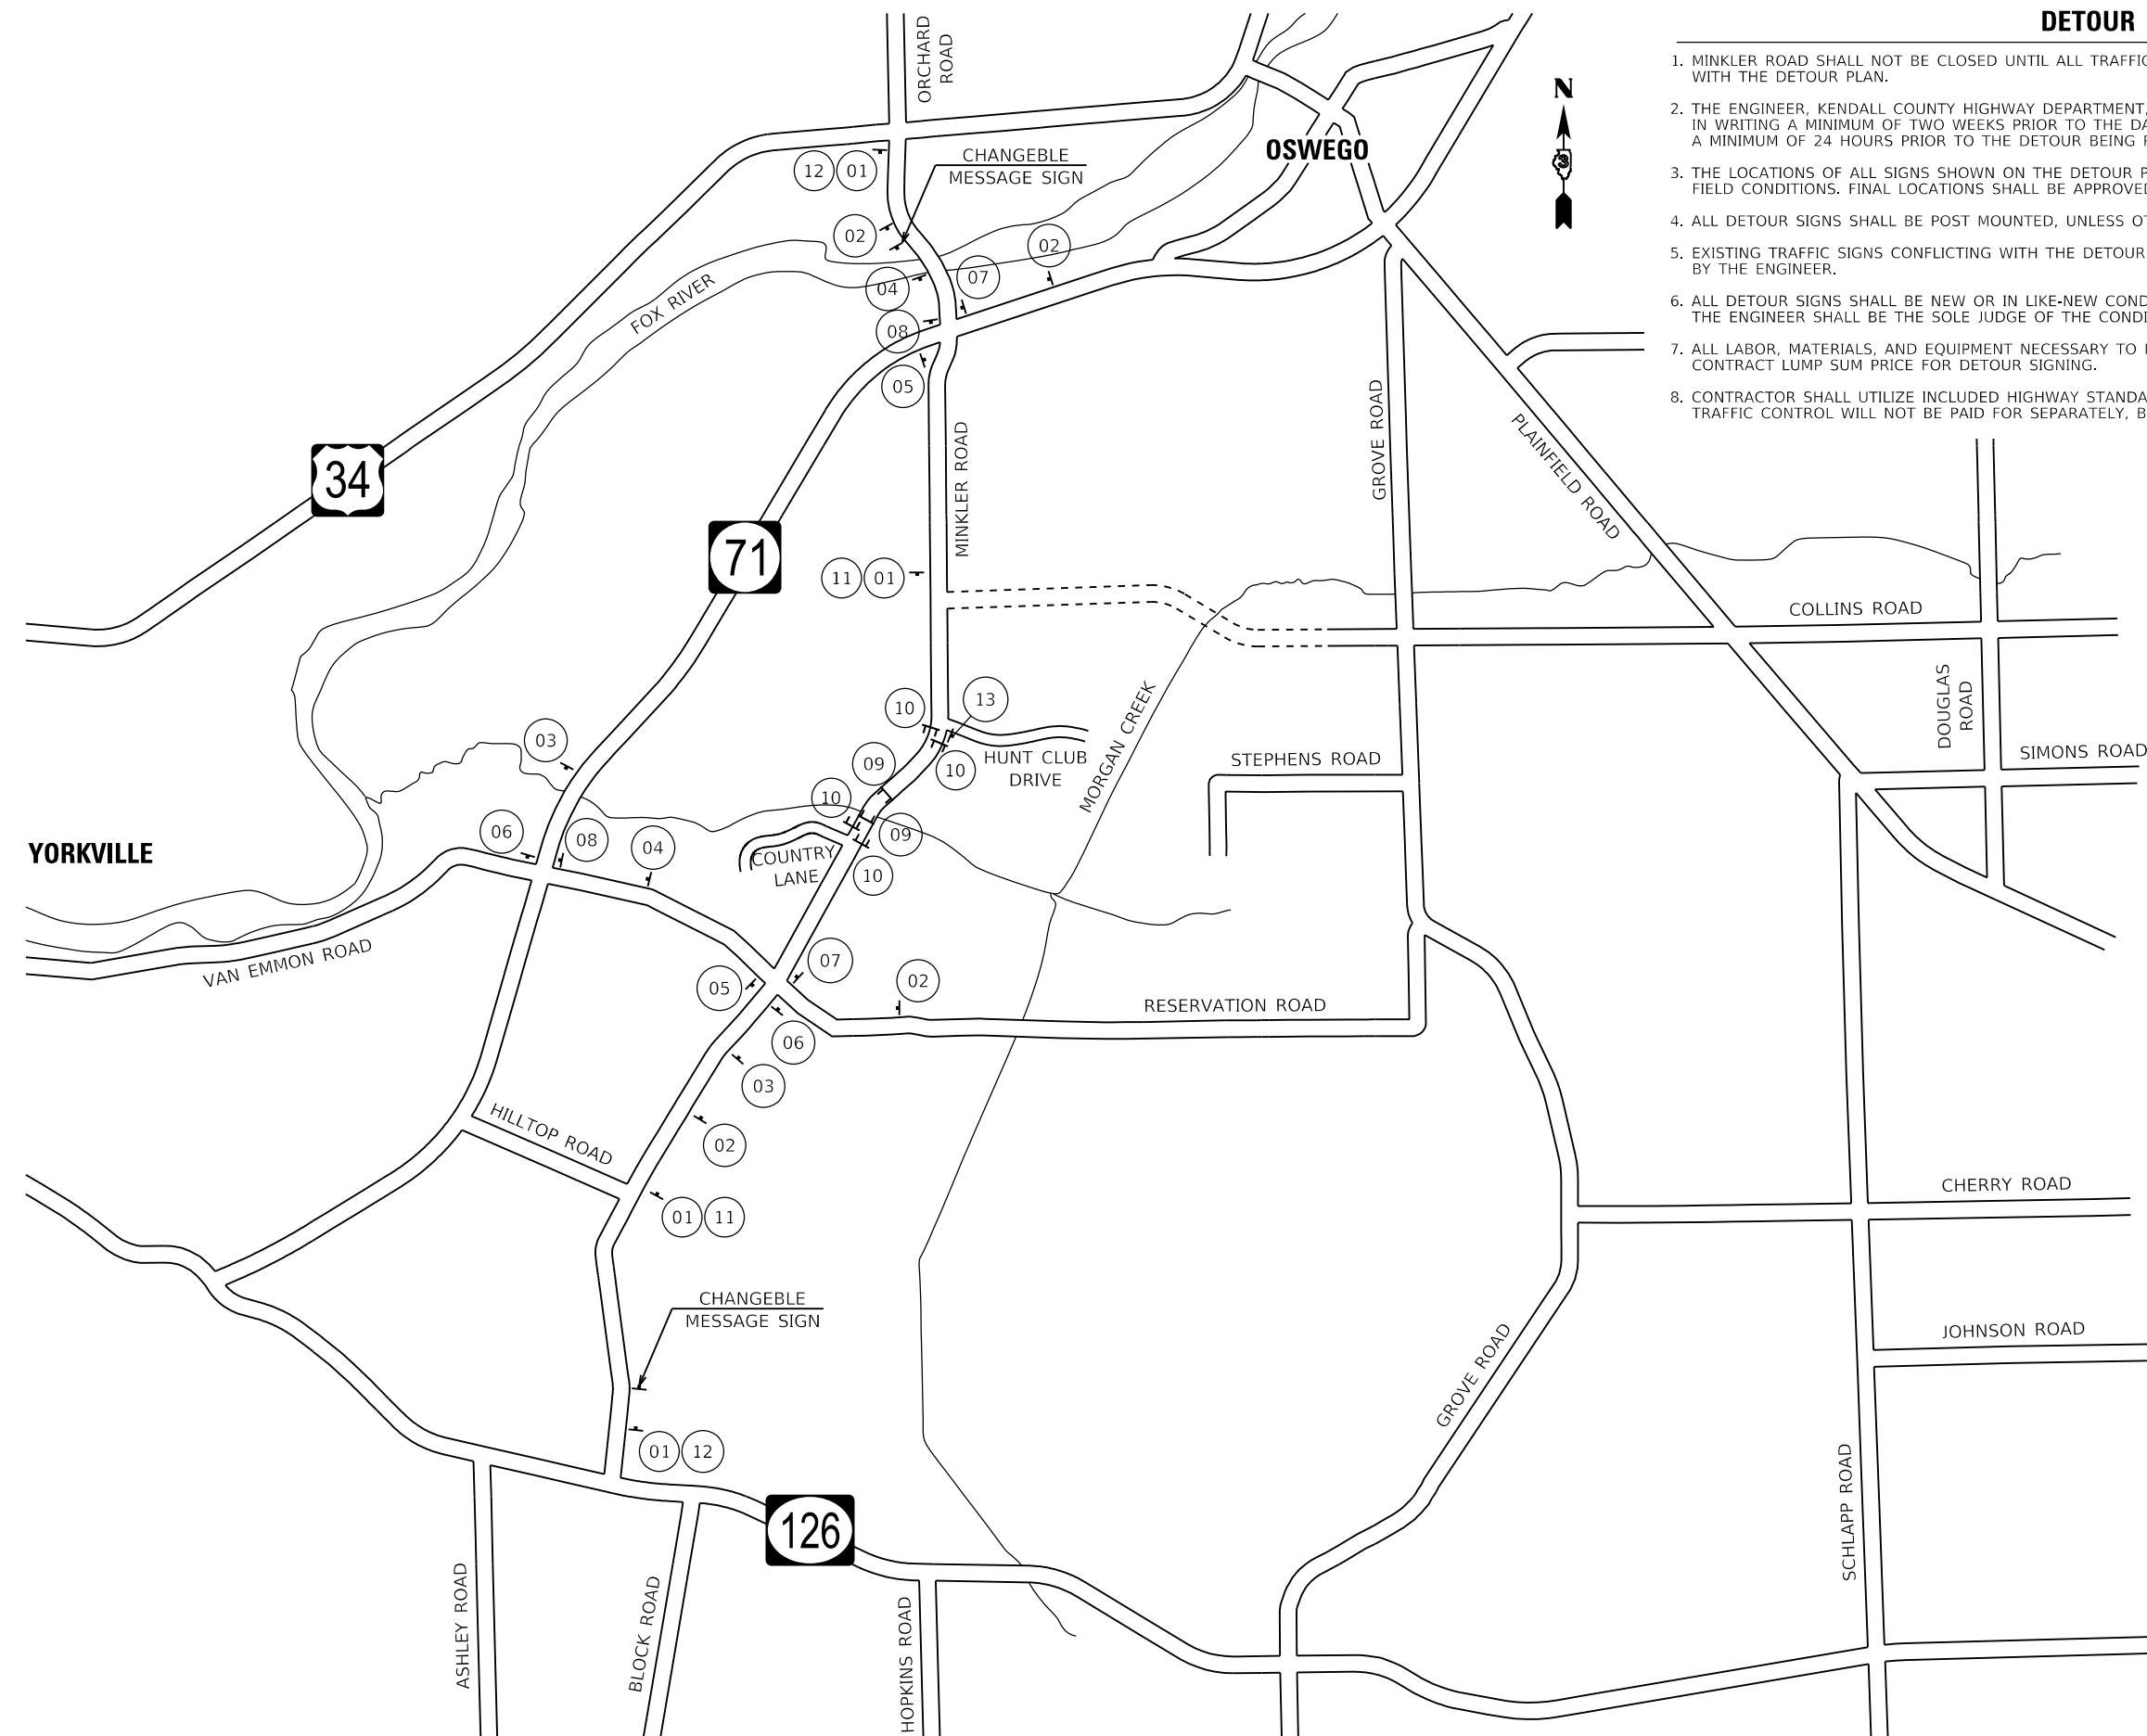 DETOUR
1. MINKLER ROAD SHALL NOT BE CLOSED UNTIL ALL TRAFFIC
WITH THE DETOUR PLAN.
2. THE ENGINEER, KENDALL COUNTY HIGHWAY DEPARTMENT,
IN WRITING A MINIMUM OF TWO WEEKS PRIOR TO THE
A MINIMUM OF 24 HOURS PRIOR TO THE DETOUR BEING
3. THE LOCATIONS OF ALL SIGNS SHOWN ON THE DETOUR
FIELD CONDITIONS. FINAL LOCATIONS SHALL BE APPROVED
4. ALL DETOUR SIGNS SHALL BE POST MOUNTED, UNLESS
5. EXISTING TRAFFIC SIGNS CONFLICTING WITH THE DETOUR
BY THE ENGINEER.
6. ALL DETOUR SIGNS SHALL BE NEW OR IN LIKE-NEW
THE ENGINEER SHALL BE THE SOLE JUDGE OF THE
7. ALL LABOR, MATERIALS, AND EQUIPMENT NECESSARY TO
CONTRACT LUMP SUM PRICE FOR DETOUR SIGNING.
8. CONTRACTOR SHALL UTILIZE INCLUDED HIGHWAY
TRAFFIC CONTROL WILL NOT BE PAID FOR SEPARATELY,
N
3
ORCHARD
ROAD
OSWEGO
CHANGEBLE
MESSAGE SIGN
12 01
02
02
04
07
08
05
FOX RIVER
34
71
MINKLER ROAD
GROVE ROAD
PLAINFIELD ROAD
11 01
COLLINS ROAD
DOUGLAS
ROAD
SIMONS ROAD
10
13
03
09
10
HUNT CLUB
DRIVE
MORGAN CREEK
STEPHENS ROAD
10
06
08
04
09
YORKVILLE
COUNTRY
LANE
10
VAN EMMON ROAD
05
07
02
RESERVATION ROAD
06
03
HILLTOP ROAD
02
01 11
CHERRY ROAD
CHANGEBLE
MESSAGE SIGN
JOHNSON ROAD
GROVE ROAD
01 12
126
SCHLAPP ROAD
ASHLEY ROAD
BLOCK ROAD
HOPKINS ROAD